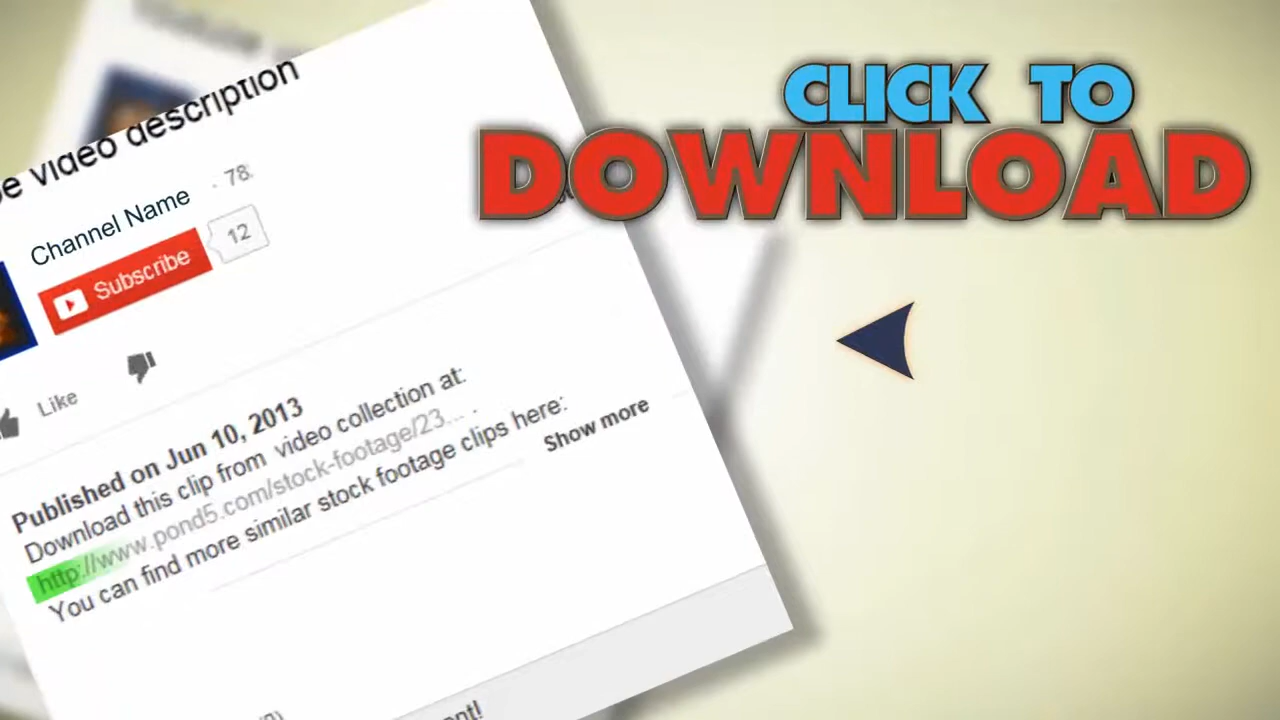 CLICK TO
DOWNLOAD
video description
Channel Name
78
Subscribe
12
Like
Published on Jun 10, 2013
Download this clip from video collection at:
http://www.pond5.com/stock-footage/23...
You can find more similar stock footage clips here:
Show more